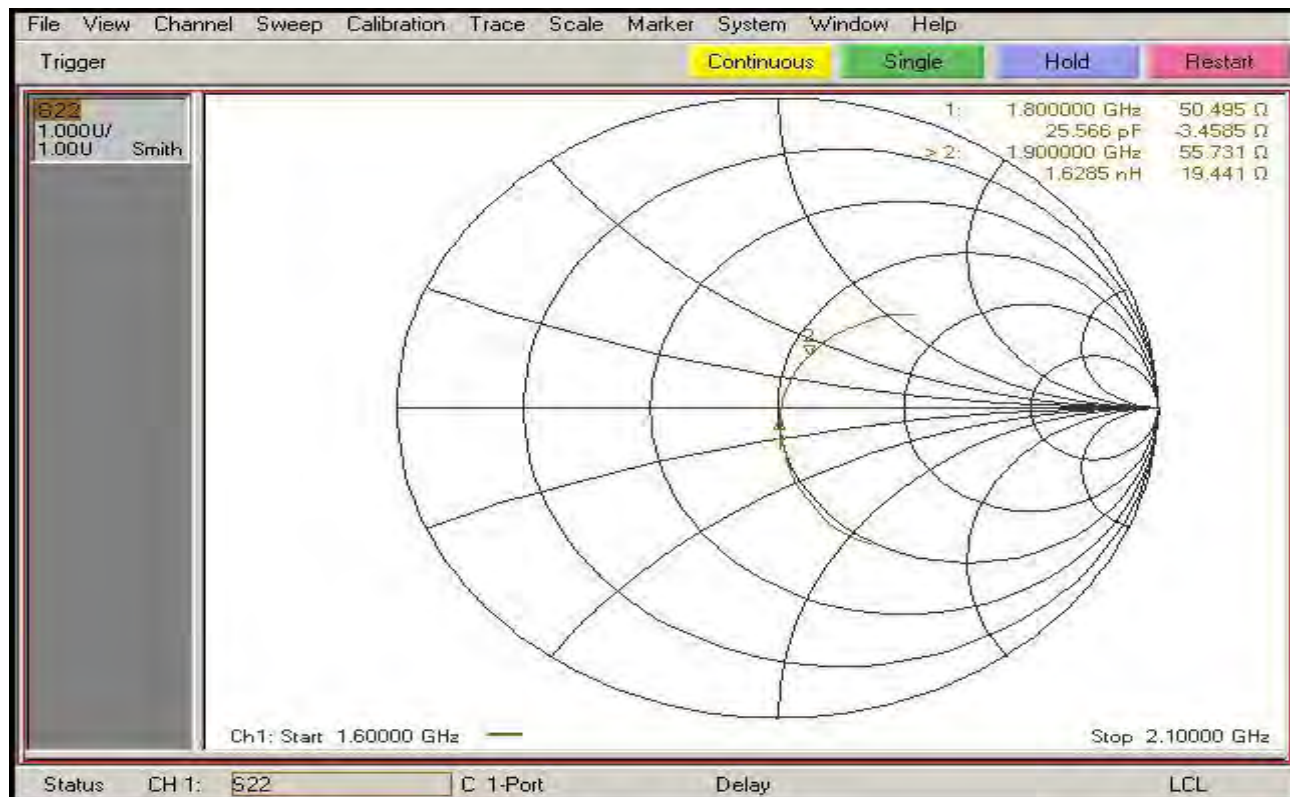 File View Channel Sweep Calibration Trace Scale Marker System Window Help
Trigger Continuous Single Hold Restart
S22
1.000U/
1.00U Smith
1: 1.800000 GHz 50.495 Ω
25.566 pF -3.4585 Ω
> 2: 1.900000 GHz 55.731 Ω
1.6285 nH 19.441 Ω
2
1
Ch1: Start 1.60000 GHz Stop 2.10000 GHz
Status CH 1: S22 C 1-Port Delay LCL